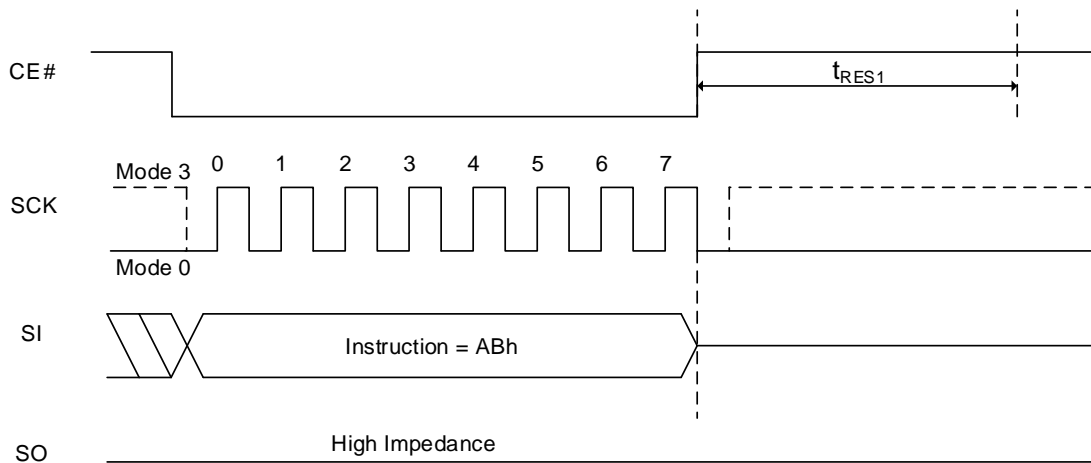 CE#
tRES1
Mode 3
0 1 2 3 4 5 6 7
SCK
Mode 0
SI
Instruction = ABh
SO
High Impedance